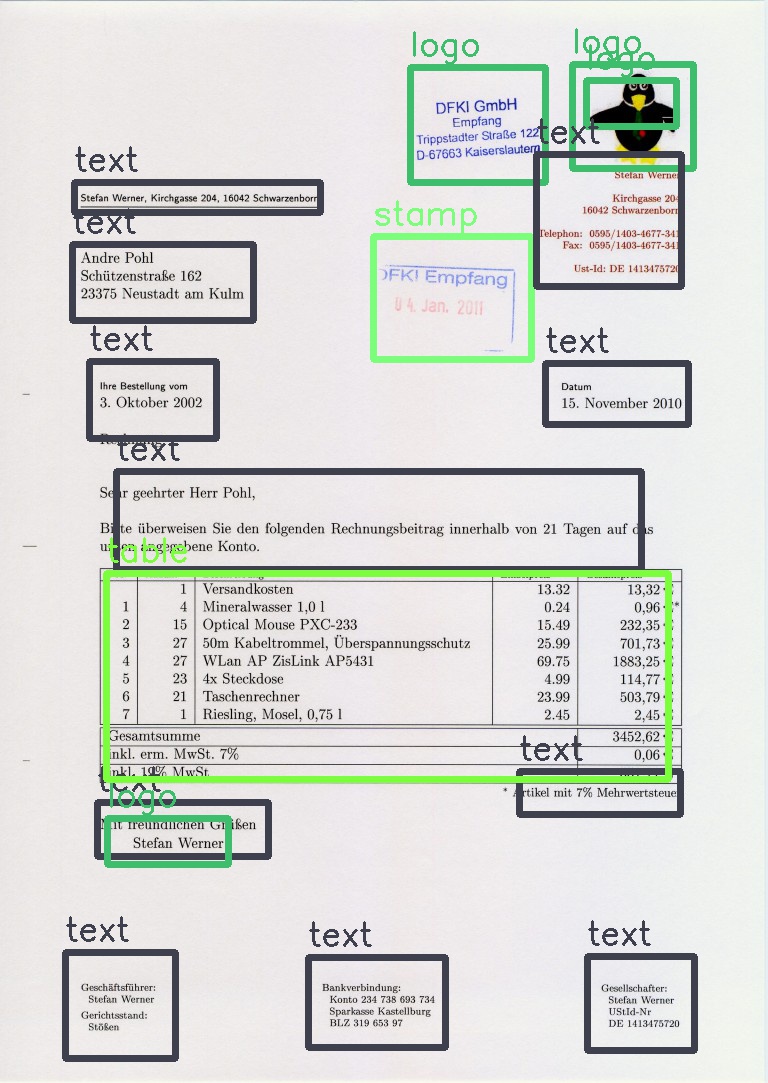 logo
logo
logo
DFKI GmbH
Empfang
Trippstadter Straße 122
D-67663 Kaiserslautern
text
text
Stefan Werner
Kirchgasse 204
16042 Schwarzenborn
Telephon: 0595/1403-4677-341
Fax: 0595/1403-4677-341
Ust-Id: DE 1413475720
Stefan Werner, Kirchgasse 204, 16042 Schwarzenborn
text
stamp
Andre Pohl
Schützenstraße 162
23375 Neustadt am Kulm
DFKI Empfang
04. Jan. 2011
text
text
Ihre Bestellung vom
3. Oktober 2002
Datum
15. November 2010
text
Sehr geehrter Herr Pohl,
Bitte überweisen Sie den folgenden Rechnungsbeitrag innerhalb von 21 Tagen auf das
unten angegebene Konto.
table
1 Versandkosten 13.32 13,32 €
1 4 Mineralwasser 1,0 l 0.24 0,96 €*
2 15 Optical Mouse PXC-233 15.49 232,35 €
3 27 50m Kabeltrommel, Überspannungsschutz 25.99 701,73 €
4 27 WLan AP ZisLink AP5431 69.75 1883,25 €
5 23 4x Steckdose 4.99 114,77 €
6 21 Taschenrechner 23.99 503,79 €
7 1 Riesling, Mosel, 0,75 l 2.45 2,45 €
Gesamtsumme 3452,62 €
inkl. erm. MwSt. 7% 0,06 €
inkl. 19% MwSt.
text
text
* Artikel mit 7% Mehrwertsteuer
logo
Mit freundlichen Grüßen
Stefan Werner
text
text
text
Geschäftsführer:
Stefan Werner
Gerichtsstand:
Stößen
Bankverbindung:
Konto 234 738 693 734
Sparkasse Kastellburg
BLZ 319 653 97
Gesellschafter:
Stefan Werner
UStId-Nr
DE 1413475720